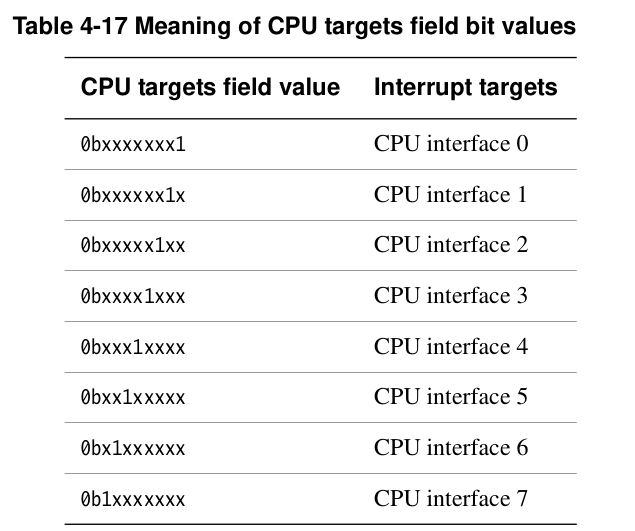 Table 4-17 Meaning of CPU targets field bit values
CPU targets field value Interrupt targets
0bxxxxxxx1 CPU interface 0
0bxxxxxx1x CPU interface 1
0bxxxxx1xx CPU interface 2
0bxxxx1xxx CPU interface 3
0bxxx1xxxx CPU interface 4
0bxx1xxxxx CPU interface 5
0bx1xxxxxx CPU interface 6
0b1xxxxxxx CPU interface 7